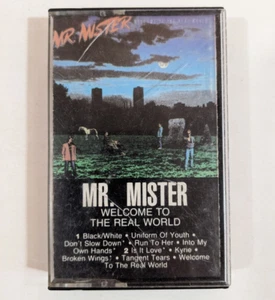 MR. MISTER
MR. MISTER
WELCOME TO
THE REAL WORLD
1 Black/White • Uniform Of Youth •
Don't Slow Down* • Run To Her • Into My
Own Hands* 2 Is It Love* • Kyrie •
Broken Wings* • Tangent Tears • Welcome
To The Real World